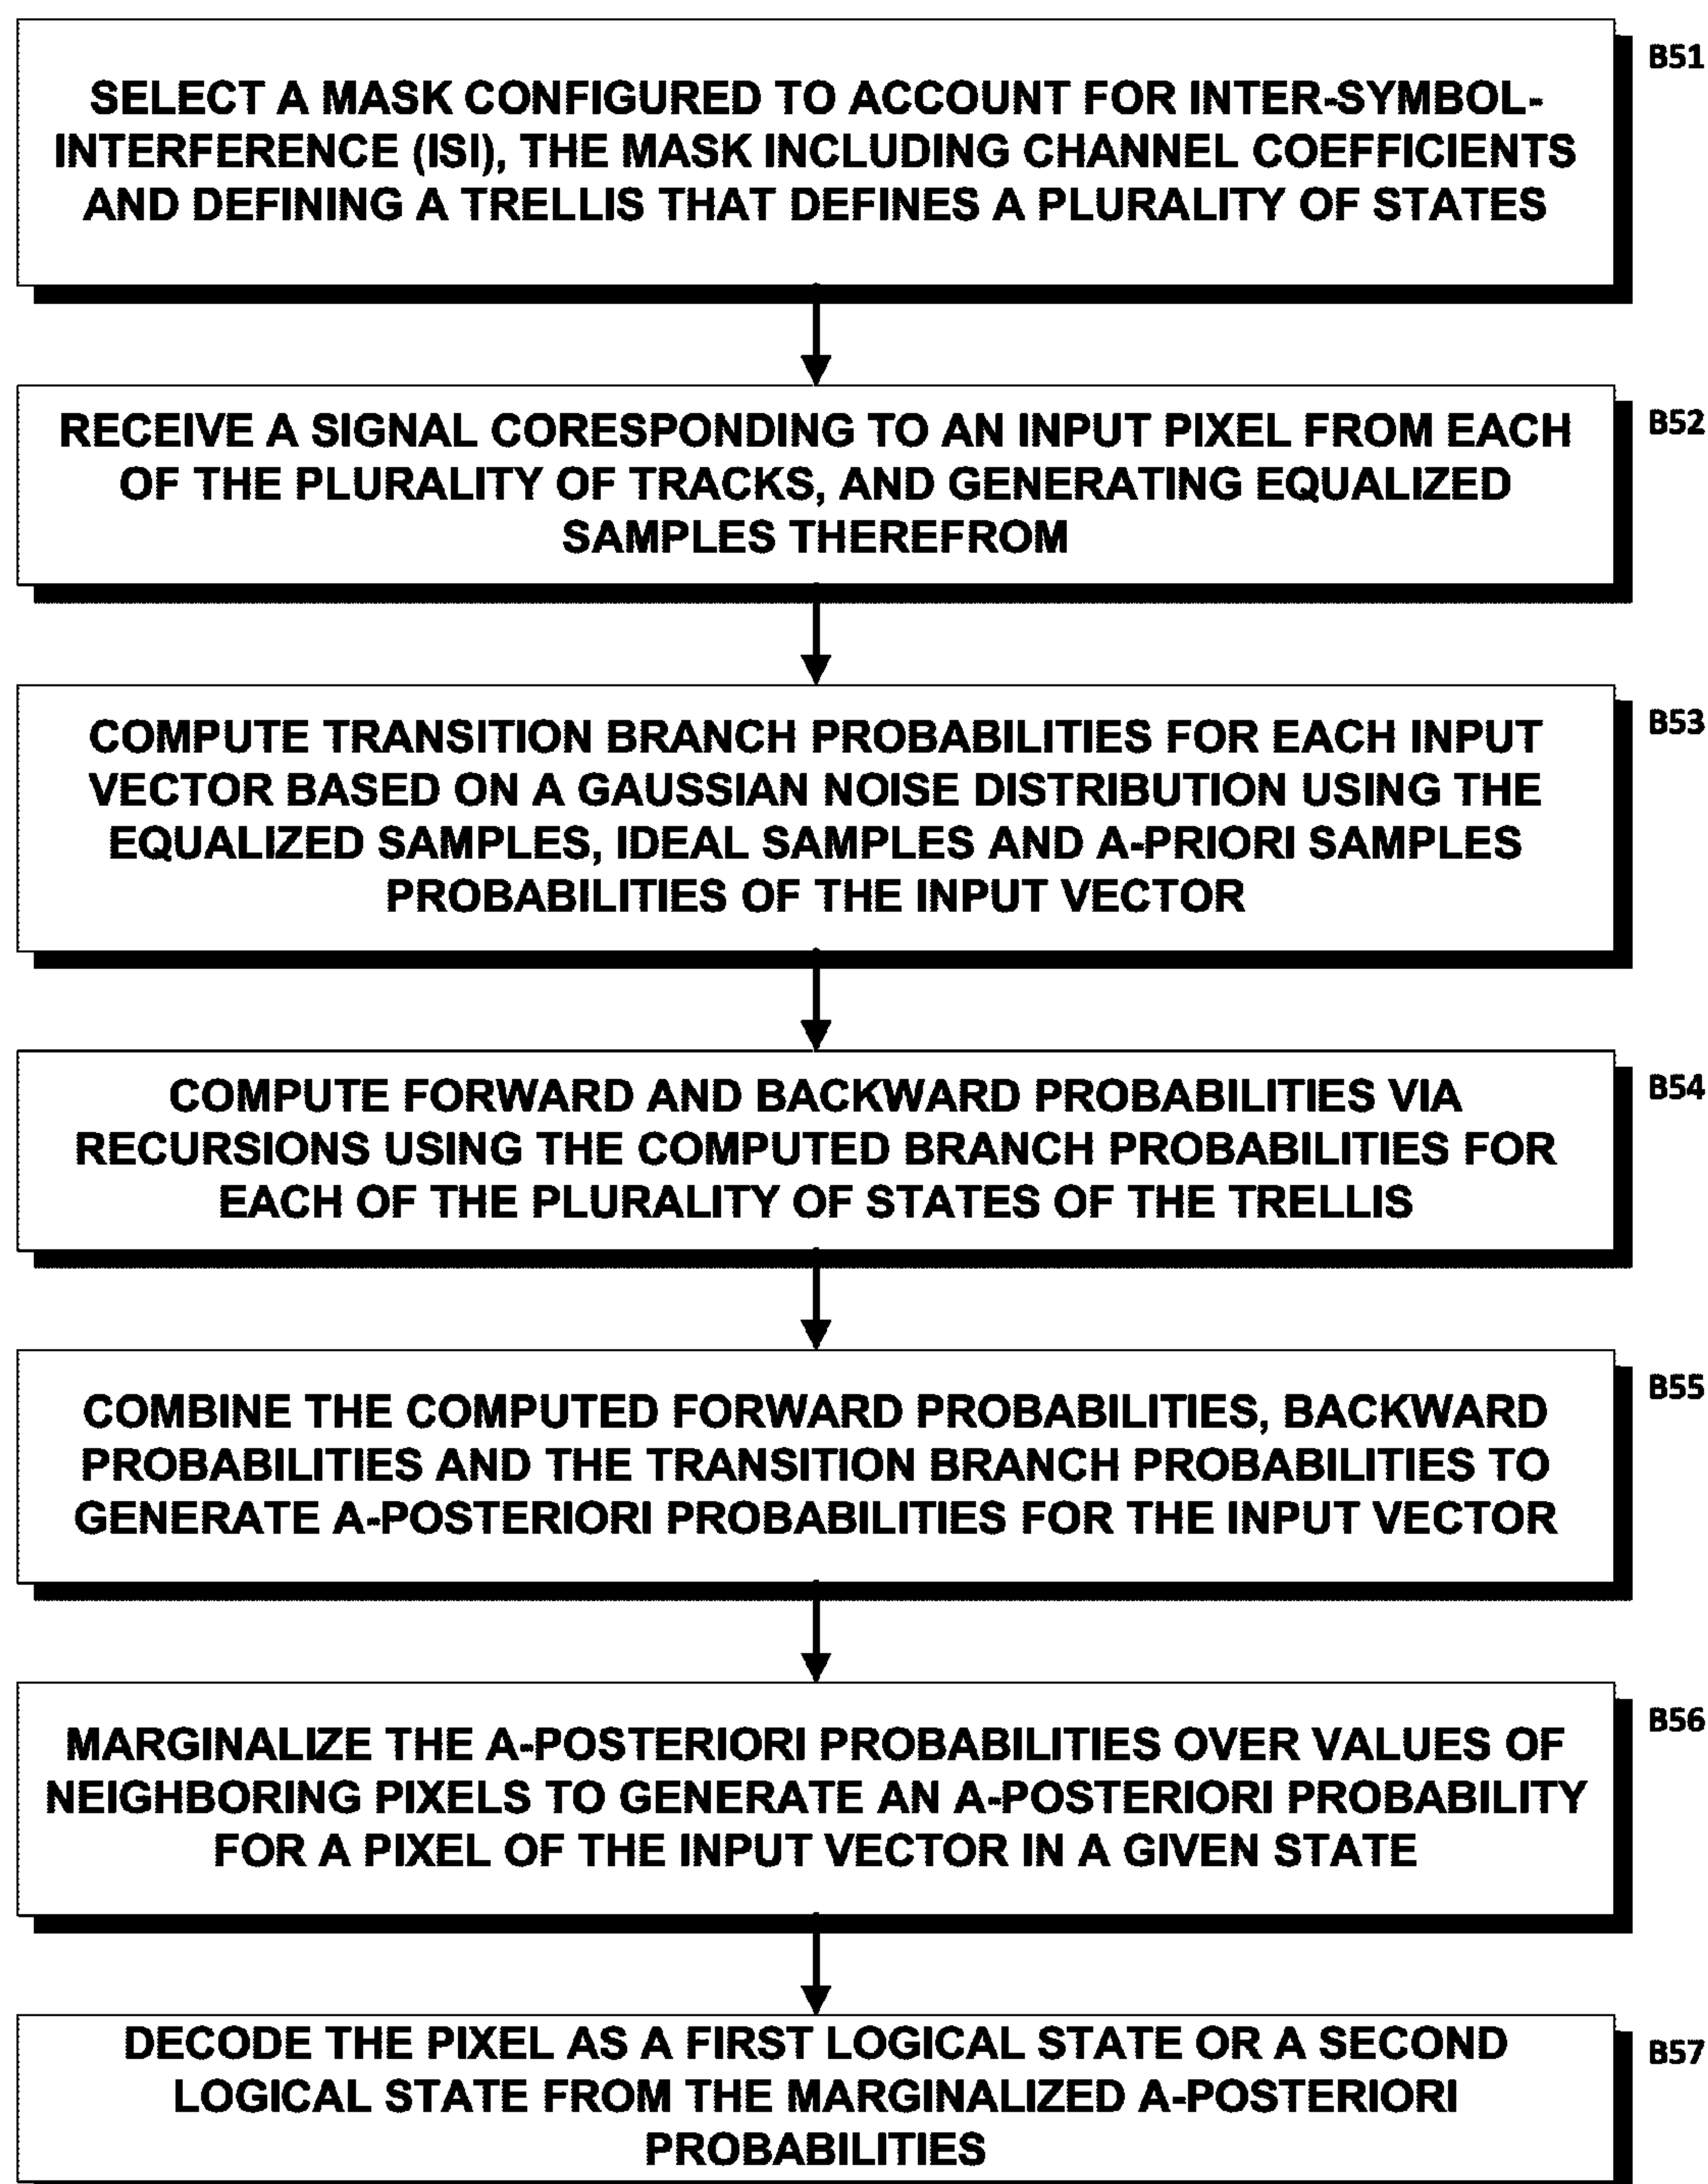 B51
SELECT A MASK CONFIGURED TO ACCOUNT FOR INTER-SYMBOL-
INTERFERENCE (ISI), THE MASK INCLUDING CHANNEL COEFFICIENTS
AND DEFINING A TRELLIS THAT DEFINES A PLURALITY OF STATES
B52
RECEIVE A SIGNAL CORESPONDING TO AN INPUT PIXEL FROM EACH
OF THE PLURALITY OF TRACKS, AND GENERATING EQUALIZED
SAMPLES THEREFROM
B53
COMPUTE TRANSITION BRANCH PROBABILITIES FOR EACH INPUT
VECTOR BASED ON A GAUSSIAN NOISE DISTRIBUTION USING THE
EQUALIZED SAMPLES, IDEAL SAMPLES AND A-PRIORI SAMPLES
PROBABILITIES OF THE INPUT VECTOR
B54
COMPUTE FORWARD AND BACKWARD PROBABILITIES VIA
RECURSIONS USING THE COMPUTED BRANCH PROBABILITIES FOR
EACH OF THE PLURALITY OF STATES OF THE TRELLIS
B55
COMBINE THE COMPUTED FORWARD PROBABILITIES, BACKWARD
PROBABILITIES AND THE TRANSITION BRANCH PROBABILITIES TO
GENERATE A-POSTERIORI PROBABILITIES FOR THE INPUT VECTOR
B56
MARGINALIZE THE A-POSTERIORI PROBABILITIES OVER VALUES OF
NEIGHBORING PIXELS TO GENERATE AN A-POSTERIORI PROBABILITY
FOR A PIXEL OF THE INPUT VECTOR IN A GIVEN STATE
B57
DECODE THE PIXEL AS A FIRST LOGICAL STATE OR A SECOND
LOGICAL STATE FROM THE MARGINALIZED A-POSTERIORI
PROBABILITIES